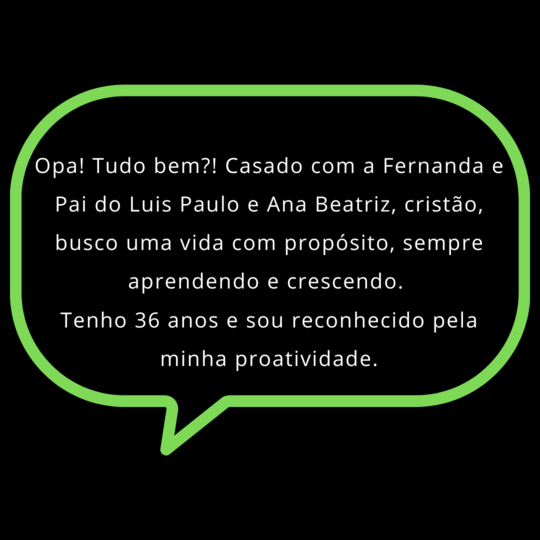 Opa! Tudo bem?! Casado com a Fernanda e
Pai do Luis Paulo e Ana Beatriz, cristão,
busco uma vida com propósito, sempre
aprendendo e crescendo.
Tenho 36 anos e sou reconhecido pela
minha proatividade.